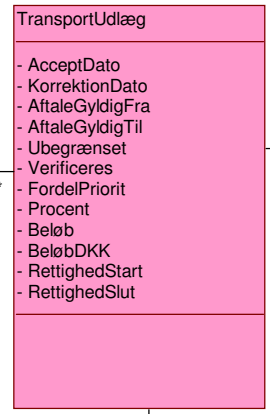 TransportUdlæg
- AcceptDato
- KorrektionDato
- AftaleGyldigFra
- AftaleGyldigTil
- Ubegrænset
- Verificeres
- FordelPriorit
- Procent
- Beløb
- BeløbDKK
- RettighedStart
- RettighedSlut